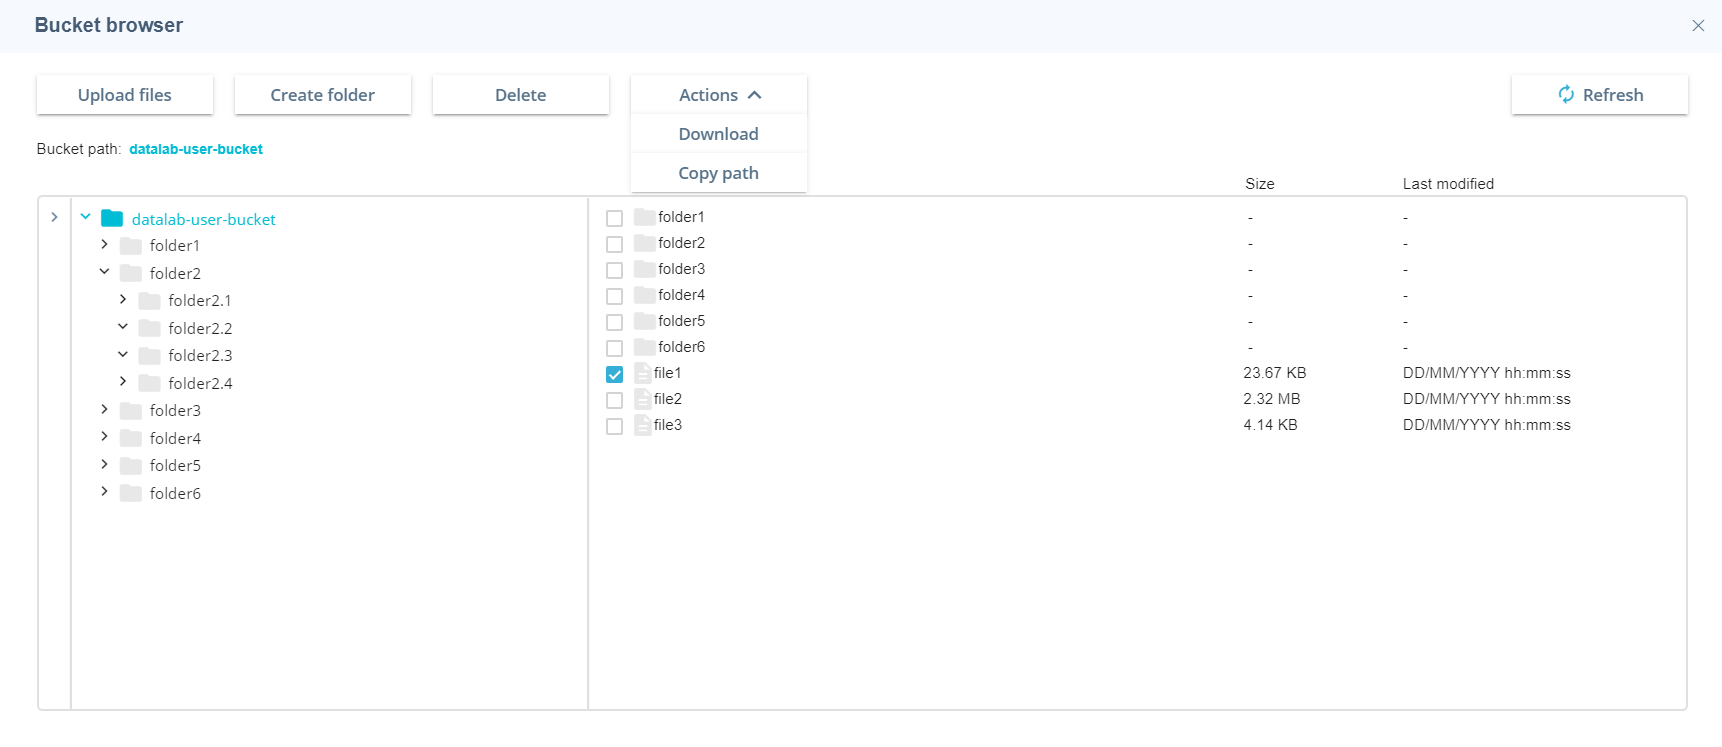 Bucket browser
Upload files Create folder Delete Actions Refresh
Download
Bucket path: datalab-user-bucket
Copy path
Size Last modified
datalab-user-bucket
folder1
folder2
folder2.1
folder2.2
folder2.3
folder2.4
folder3
folder4
folder5
folder6
folder1 - -
folder2 - -
folder3 - -
folder4 - -
folder5 - -
folder6 - -
file1 23.67 KB DD/MM/YYYY hh:mm:ss
file2 2.32 MB DD/MM/YYYY hh:mm:ss
file3 4.14 KB DD/MM/YYYY hh:mm:ss